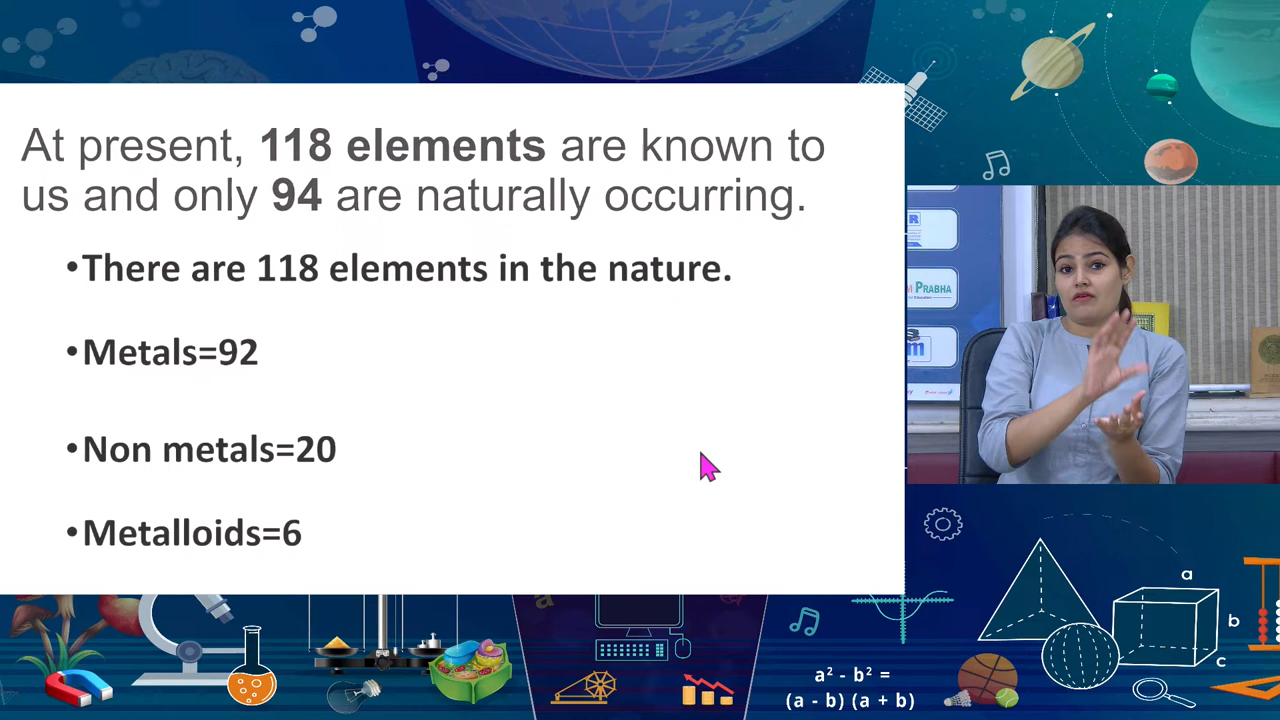 At present, 118 elements are known to
us and only 94 are naturally occurring.
•There are 118 elements in the nature.
•Metals=92
•Non metals=20
•Metalloids=6
PRABHA
a
b
c
a² - b² =
(a - b) (a + b)